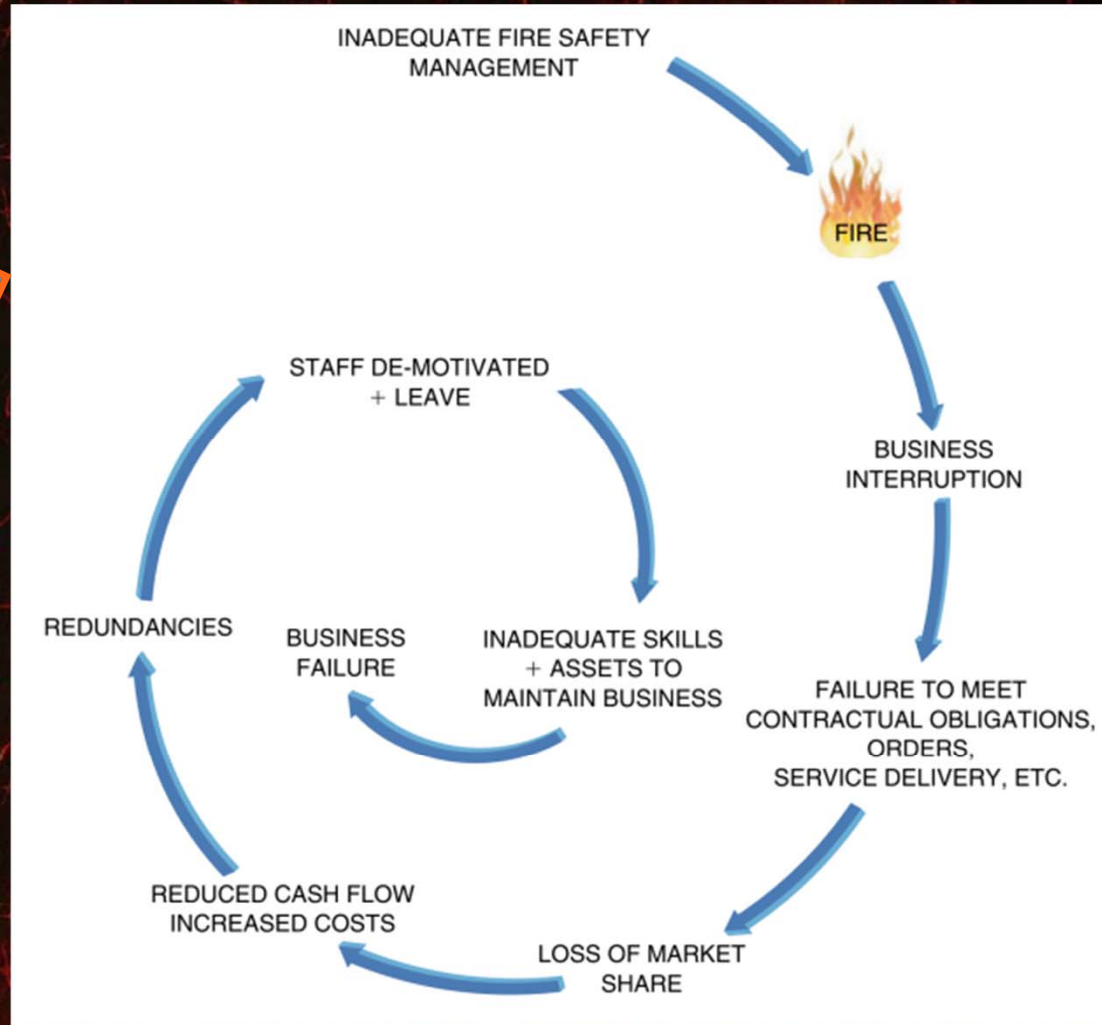 INADEQUATE FIRE SAFETY
MANAGEMENT
FIRE
BUSINESS
INTERRUPTION
FAILURE TO MEET
CONTRACTUAL OBLIGATIONS,
ORDERS,
SERVICE DELIVERY, ETC.
LOSS OF MARKET
SHARE
REDUCED CASH FLOW
INCREASED COSTS
REDUNDANCIES
STAFF DE-MOTIVATED
+ LEAVE
INADEQUATE SKILLS
+ ASSETS TO
MAINTAIN BUSINESS
BUSINESS
FAILURE